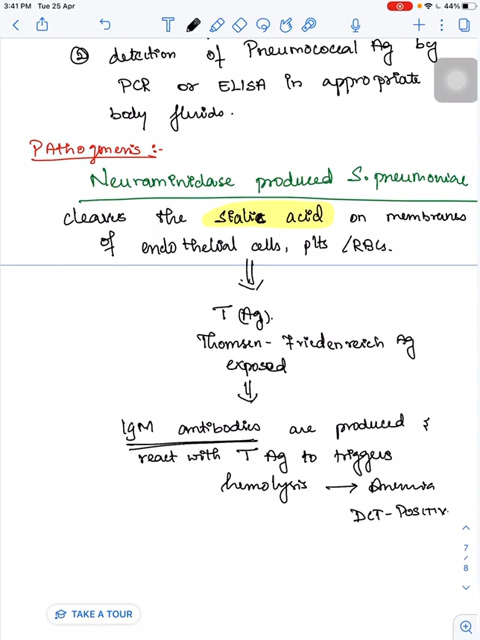 3:41 PM Tue 25 Apr
44%
② detection of Pneumococcal Ag by
PCR or ELISA in appropriate
body fluids.
Pathogenesis :-
Neuraminidase produced S.pneumoniae
cleaves the sialic acid on membranes
of endothelial cells, plts /RBCs.
T (Ag).
Thomsen-Friedenreich Ag
exposed
IgM antibodies are produced &
react with T Ag to triggers
hemolysis → Anemia
DCT-POSITIV
7
/
8
TAKE A TOUR